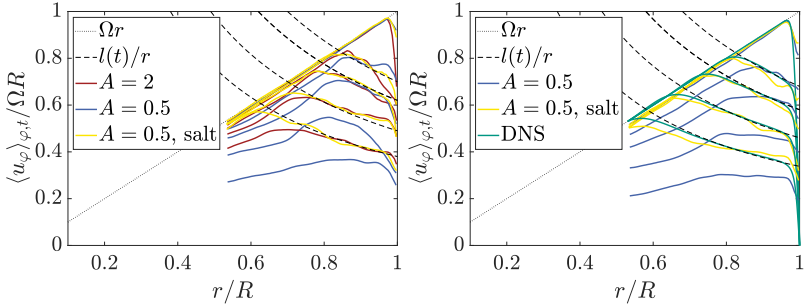 1
0.8
0.6
0.4
0.2
0
⟨u_φ⟩_{φ,t}/ΩR
Ωr
l(t)/r
A = 2
A = 0.5
A = 0.5, salt
0.2 0.4 0.6 0.8 1
r/R
1
0.8
0.6
0.4
0.2
0
⟨u_φ⟩_{φ,t}/ΩR
Ωr
l(t)/r
A = 0.5
A = 0.5, salt
DNS
0.2 0.4 0.6 0.8 1
r/R